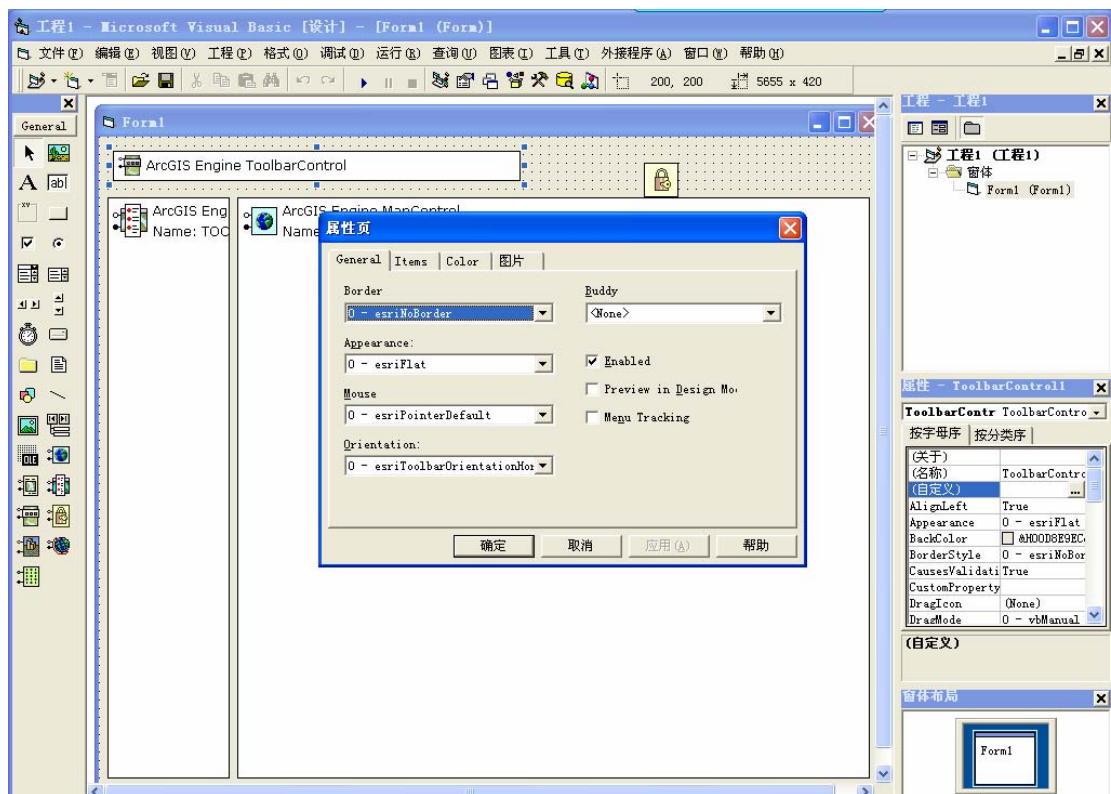 工程1 - Microsoft Visual Basic [设计] - [Form1 (Form)]
文件(F) 编辑(E) 视图(V) 工程(P) 格式(O) 调试(D) 运行(R) 查询(U) 图表(I) 工具(T) 外接程序(A) 窗口(W) 帮助(H)
200, 200 5655 x 420
General
A abl
XY
OLE
Form1
ArcGIS Engine ToolbarControl
ArcGIS Eng
Name: TOC
ArcGIS Engine MapControl
Name
属性页
General Items Color 图片
Border
0 - esriNoBorder
Appearance:
0 - esriFlat
Mouse
0 - esriPointerDefault
Orientation:
0 - esriToolbarOrientationHor
Buddy
<None>
Enabled
Preview in Design Mo
Menu Tracking
确定 取消 应用(A) 帮助
工程 - 工程1
工程1 (工程1)
窗体
Form1 (Form1)
属性 - ToolbarControl1
ToolbarContr ToolbarContro
按字母序 按分类序
(关于)
(名称) ToolbarContro
(自定义) ...
AlignLeft True
Appearance 0 - esriFlat
BackColor &H00D8E9EC
BorderStyle 0 - esriNoBor
CausesValidati True
CustomProperty
DragIcon (None)
DragMode 0 - vbManual
(自定义)
窗体布局
Form1